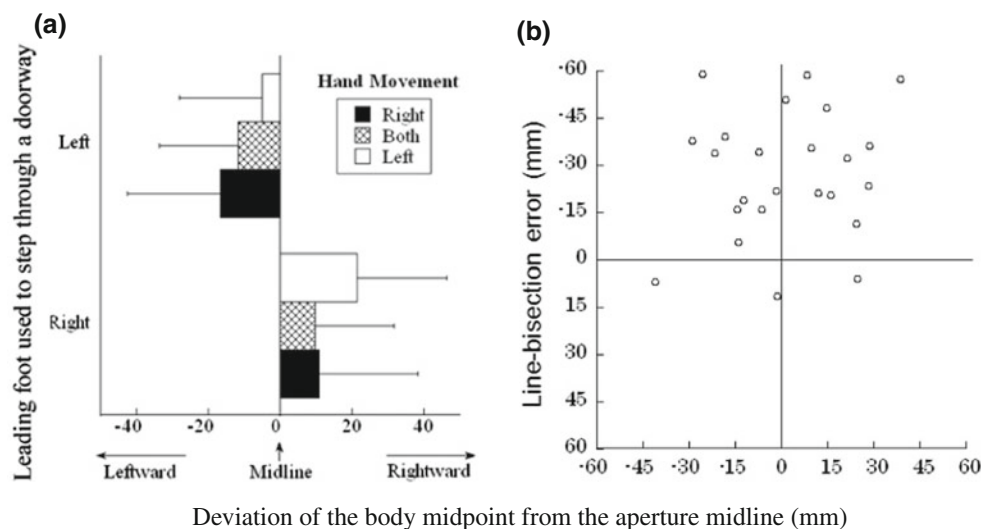 (a)
Leading foot used to step through a doorway
Left
Right
Hand Movement
Right
Both
Left
-40 -20 0 20 40
Leftward Midline Rightward
(b)
Line-bisection error (mm)
-60
-45
-30
-15
0
15
30
45
60
-60 -45 -30 -15 0 15 30 45 60
Deviation of the body midpoint from the aperture midline (mm)